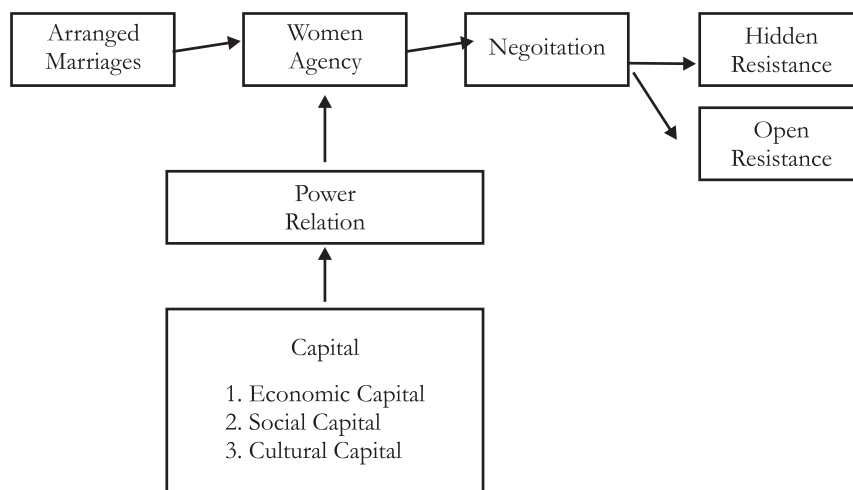 Arranged
Marriages
Women
Agency
Negoitation
Hidden
Resistance
Open
Resistance
Power
Relation
Capital
1. Economic Capital
2. Social Capital
3. Cultural Capital